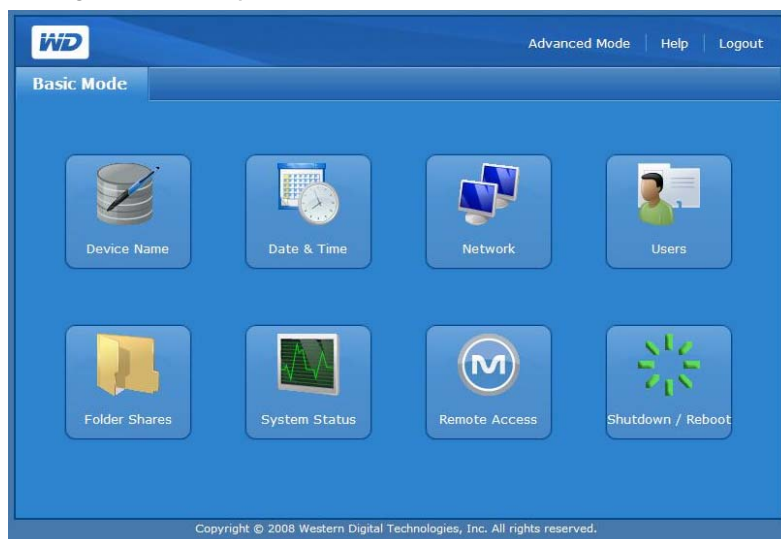 WD
Advanced Mode | Help | Logout
Basic Mode
Device Name
Date & Time
Network
Users
Folder Shares
System Status
M
Remote Access
Shutdown / Reboot
Copyright © 2008 Western Digital Technologies, Inc. All rights reserved.